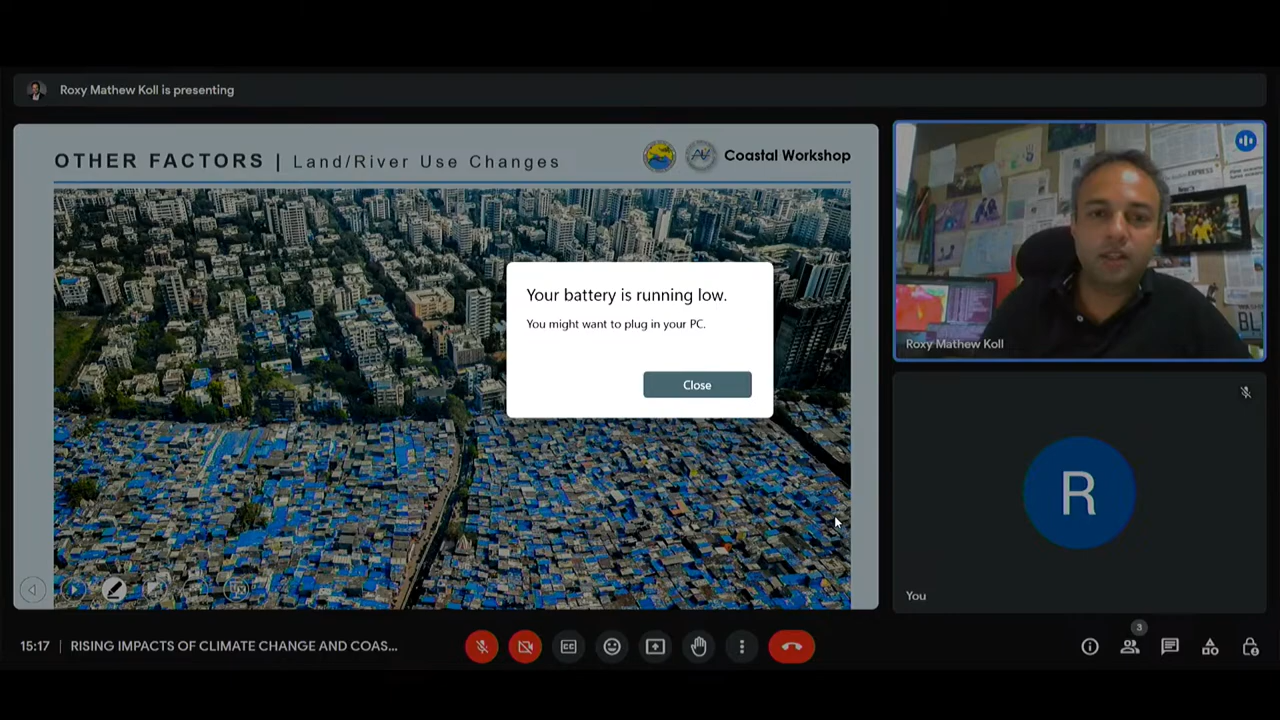 Roxy Mathew Koll is presenting
OTHER FACTORS | Land/River Use Changes
Coastal Workshop
Your battery is running low.
You might want to plug in your PC.
Close
Roxy Mathew Koll
R
You
15:17 | RISING IMPACTS OF CLIMATE CHANGE AND COAS...
3